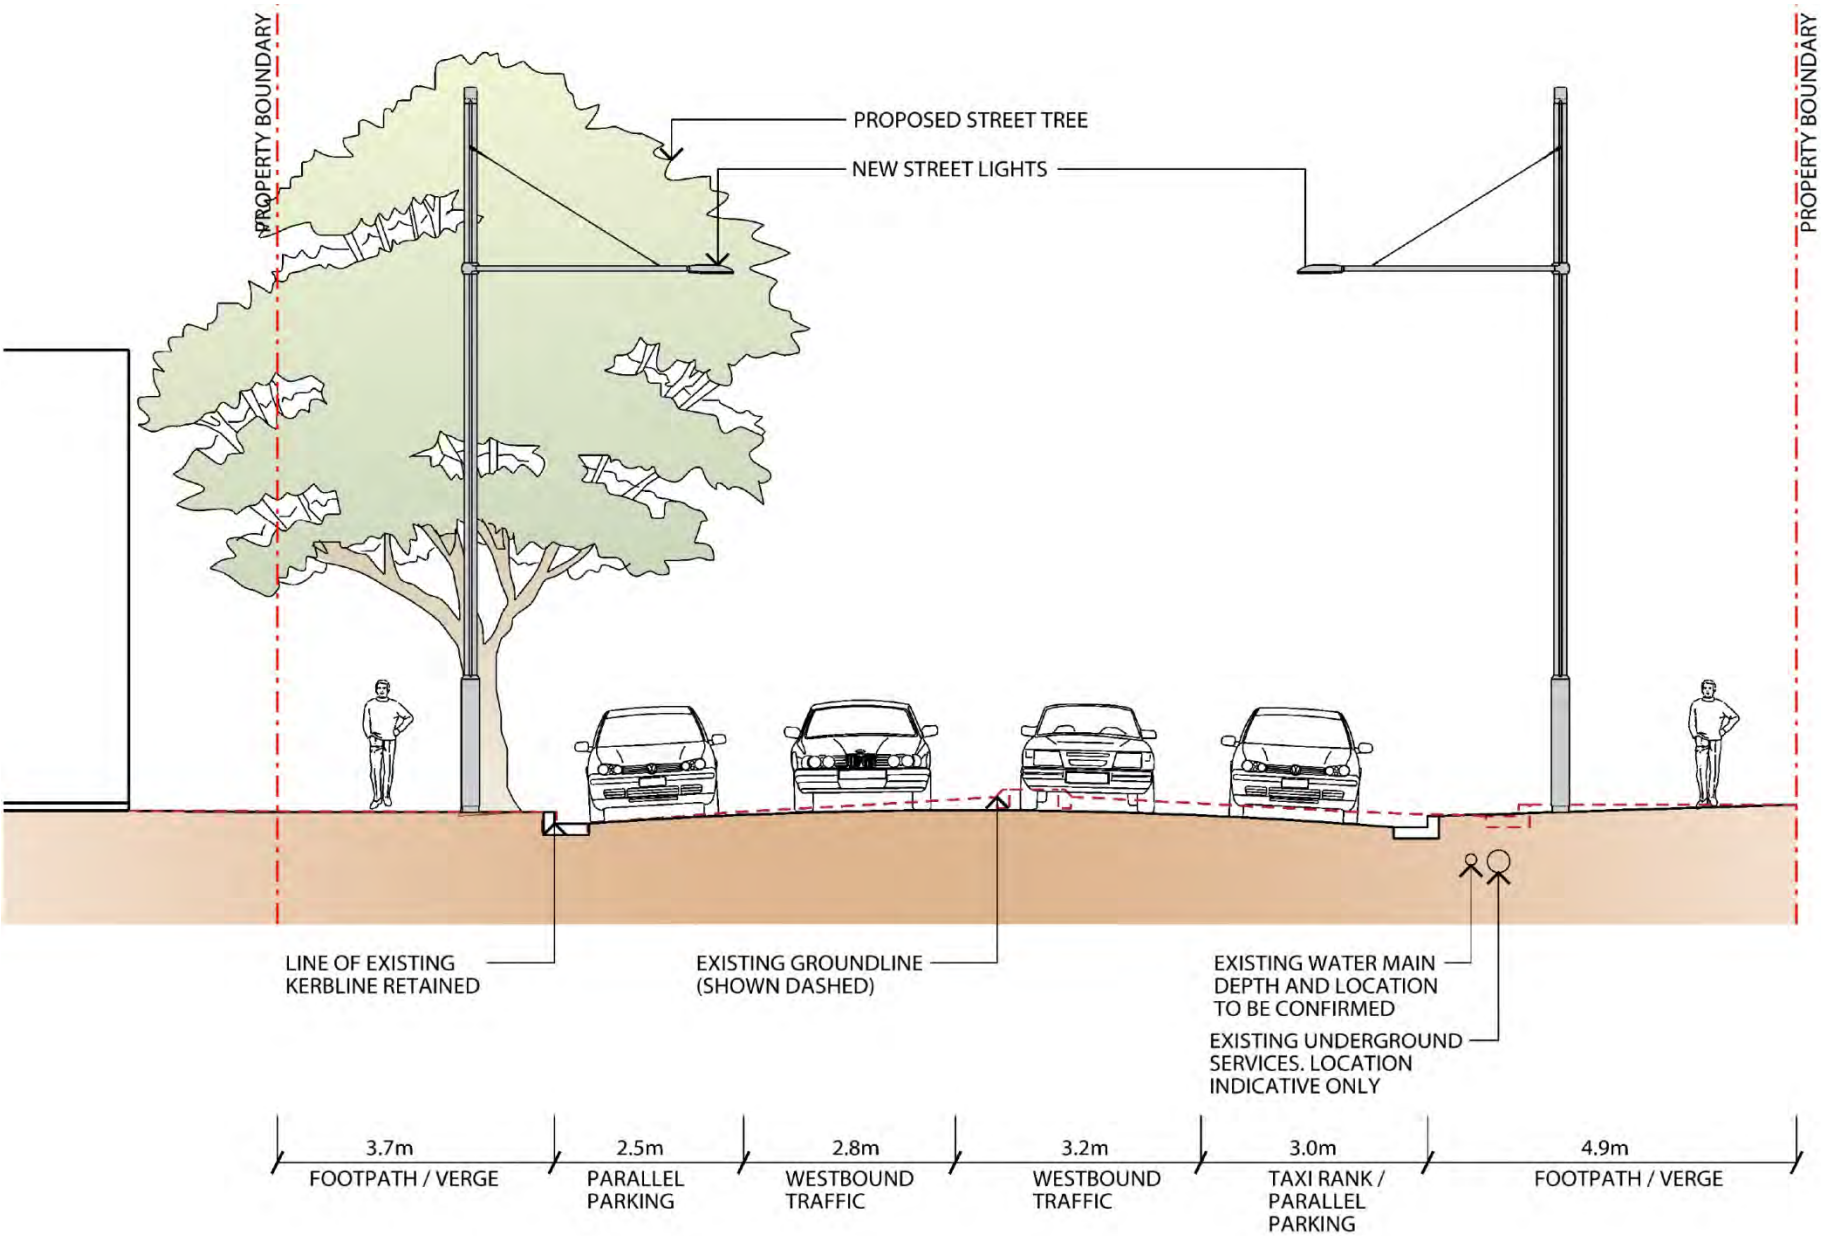 PROPERTY BOUNDARY
PROPERTY BOUNDARY
PROPOSED STREET TREE
NEW STREET LIGHTS
LINE OF EXISTING
KERBLINE RETAINED
EXISTING GROUNDLINE
(SHOWN DASHED)
EXISTING WATER MAIN
DEPTH AND LOCATION
TO BE CONFIRMED
EXISTING UNDERGROUND
SERVICES. LOCATION
INDICATIVE ONLY
3.7m
FOOTPATH / VERGE
2.5m
PARALLEL
PARKING
2.8m
WESTBOUND
TRAFFIC
3.2m
WESTBOUND
TRAFFIC
3.0m
TAXI RANK /
PARALLEL
PARKING
4.9m
FOOTPATH / VERGE